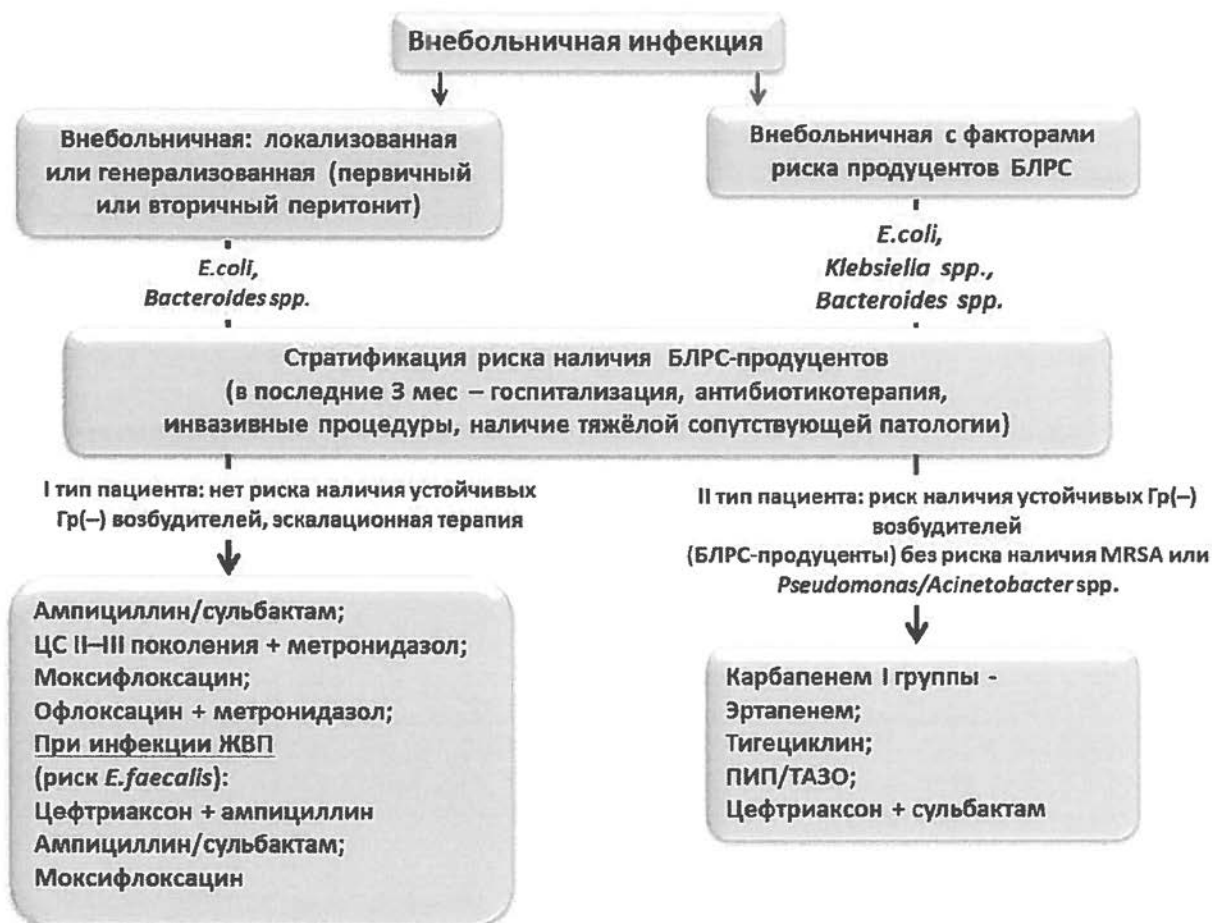 Внебольничная инфекция
Внебольничная: локализованная
или генерализованная (первичный
или вторичный перитонит)
Внебольничная с факторами
риска продуцентов БЛРС
E.coli,
Bacteroides spp.
E.coli,
Klebsiella spp.,
Bacteroides spp.
Стратификация риска наличия БЛРС-продуцентов
(в последние 3 мес – госпитализация, антибиотикотерапия,
инвазивные процедуры, наличие тяжёлой сопутствующей патологии)
I тип пациента: нет риска наличия устойчивых
Гр(–) возбудителей, эскалационная терапия
II тип пациента: риск наличия устойчивых Гр(–)
возбудителей
(БЛРС-продуценты) без риска наличия MRSA или
Pseudomonas/Acinetobacter spp.
Ампициллин/сульбактам;
ЦС II–III поколения + метронидазол;
Моксифлоксацин;
Офлоксацин + метронидазол;
При инфекции ЖВП
(риск E.faecalis):
Цефтриаксон + ампициллин
Ампициллин/сульбактам;
Моксифлоксацин
Карбапенем I группы -
Эртапенем;
Тигециклин;
ПИП/ТАЗО;
Цефтриаксон + сульбактам